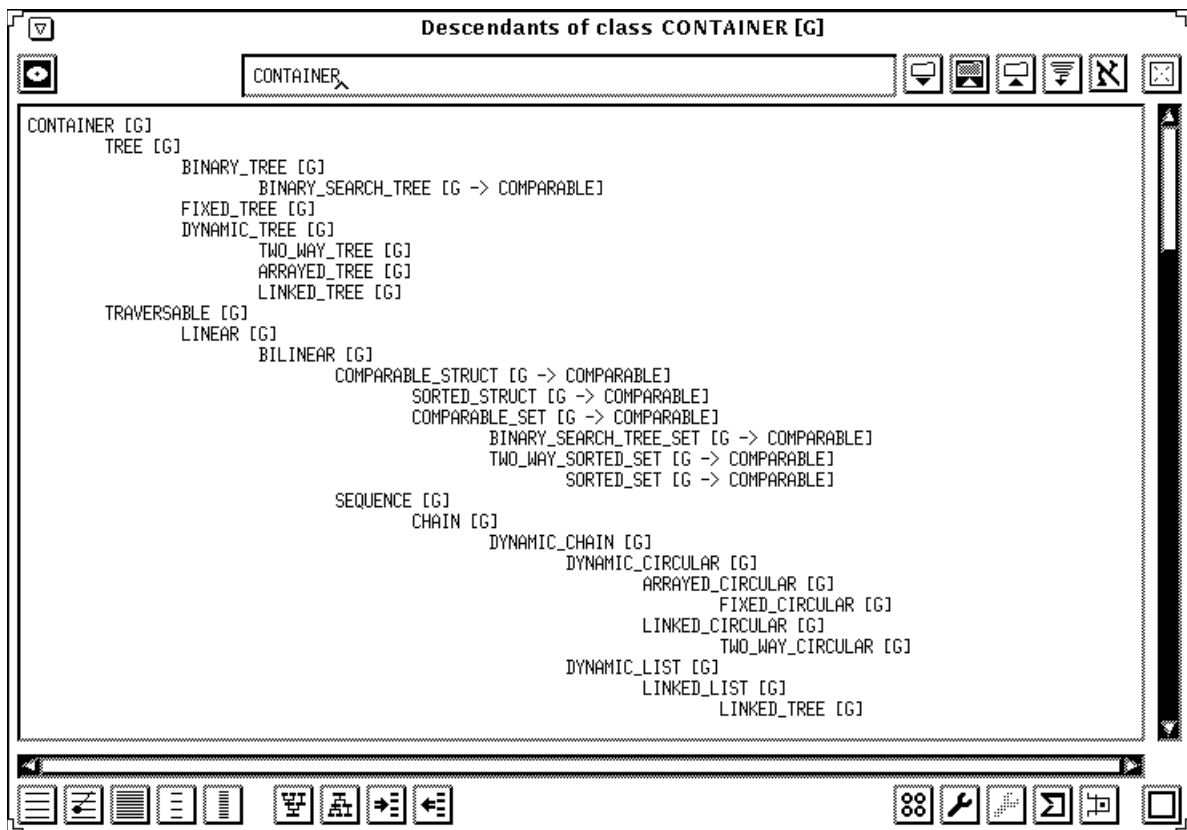 Descendants of class CONTAINER [G]
CONTAINER
CONTAINER [G]
TREE [G]
BINARY_TREE [G]
BINARY_SEARCH_TREE [G -> COMPARABLE]
FIXED_TREE [G]
DYNAMIC_TREE [G]
TWO_WAY_TREE [G]
ARRAYED_TREE [G]
LINKED_TREE [G]
TRAVERSABLE [G]
LINEAR [G]
BILINEAR [G]
COMPARABLE_STRUCT [G -> COMPARABLE]
SORTED_STRUCT [G -> COMPARABLE]
COMPARABLE_SET [G -> COMPARABLE]
BINARY_SEARCH_TREE_SET [G -> COMPARABLE]
TWO_WAY_SORTED_SET [G -> COMPARABLE]
SORTED_SET [G -> COMPARABLE]
SEQUENCE [G]
CHAIN [G]
DYNAMIC_CHAIN [G]
DYNAMIC_CIRCULAR [G]
ARRAYED_CIRCULAR [G]
FIXED_CIRCULAR [G]
LINKED_CIRCULAR [G]
TWO_WAY_CIRCULAR [G]
DYNAMIC_LIST [G]
LINKED_LIST [G]
LINKED_TREE [G]